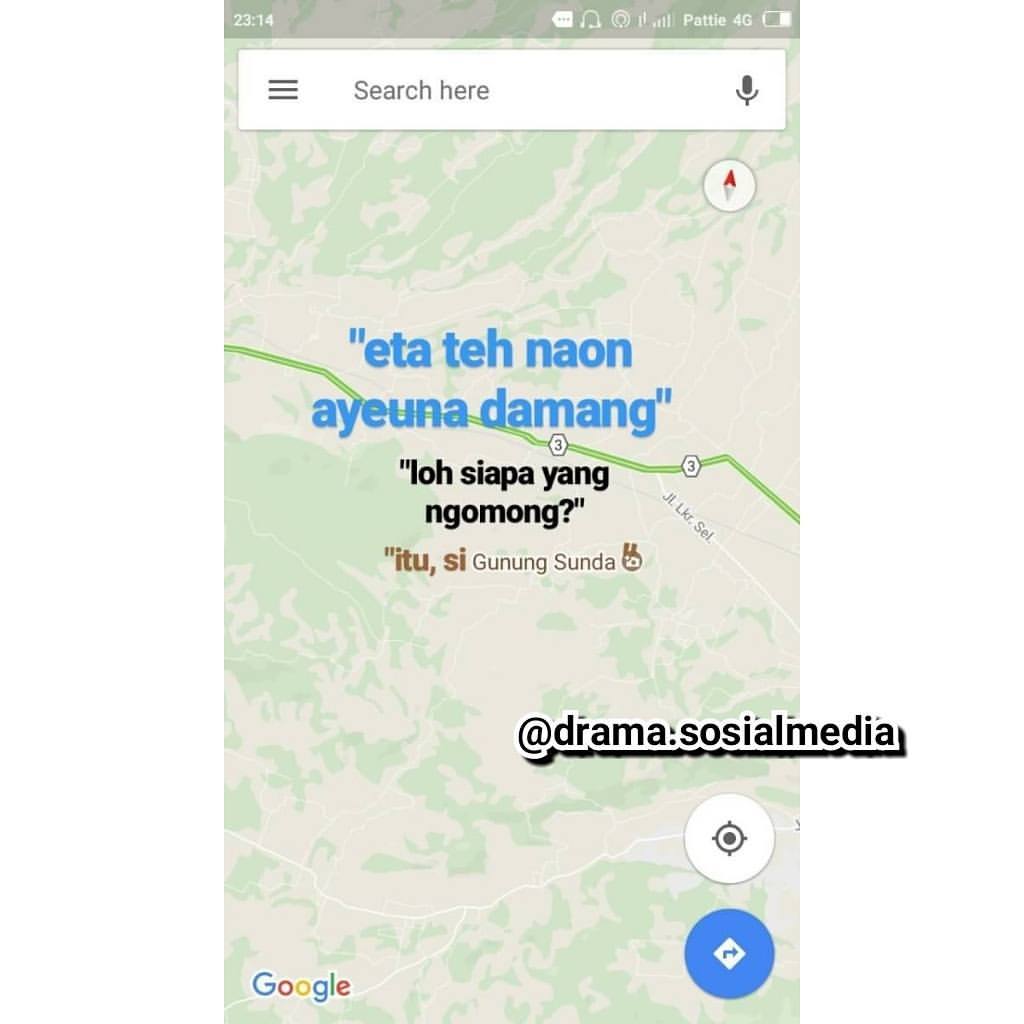 23:14
Pattie 4G
Search here
"eta teh naon
ayeuna damang"
3
3
"loh siapa yang
ngomong?"
Jl. Lkr. Sel.
"itu, si Gunung Sunda
@drama.sosialmedia
Google